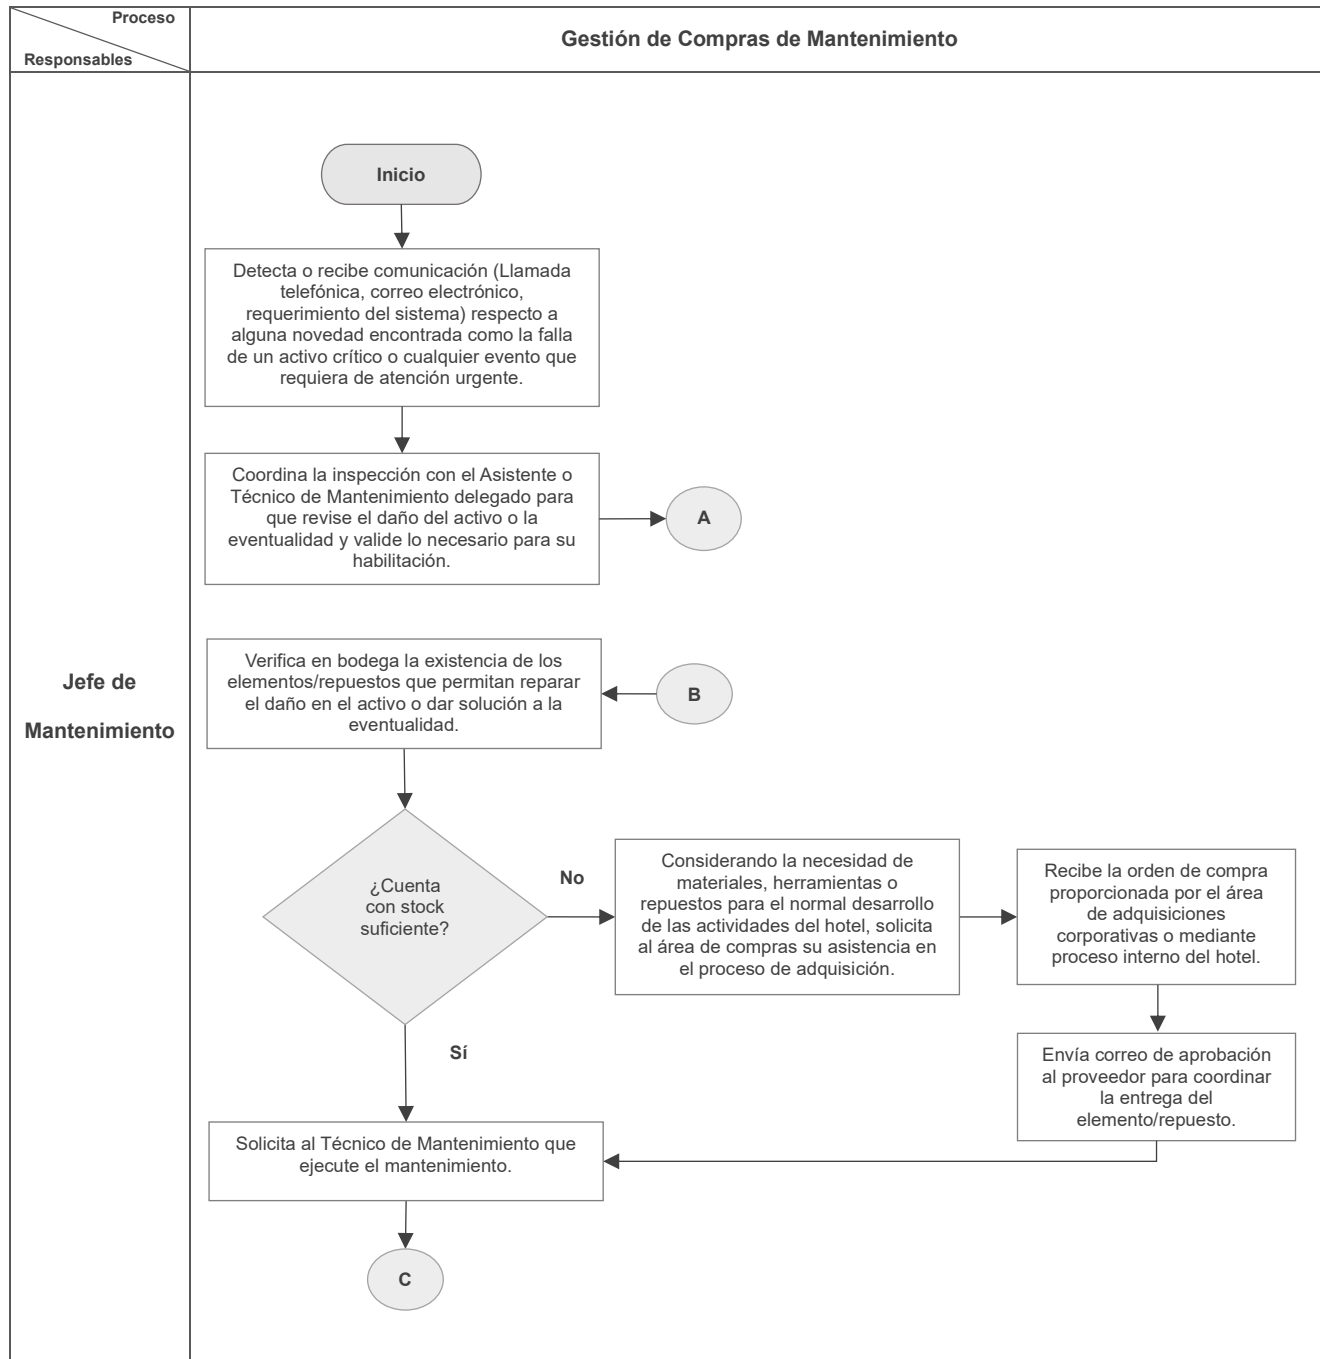 Proceso
Responsables
Gestión de Compras de Mantenimiento
Jefe de
Mantenimiento
Inicio
Detecta o recibe comunicación (Llamada
telefónica, correo electrónico,
requerimiento del sistema) respecto a
alguna novedad encontrada como la falla
de un activo crítico o cualquier evento que
requiera de atención urgente.
Coordina la inspección con el Asistente o
Técnico de Mantenimiento delegado para
que revise el daño del activo o la
eventualidad y valide lo necesario para su
habilitación.
A
Verifica en bodega la existencia de los
elementos/repuestos que permitan reparar
el daño en el activo o dar solución a la
eventualidad.
B
¿Cuenta
con stock
suficiente?
No
Considerando la necesidad de
materiales, herramientas o
repuestos para el normal desarrollo
de las actividades del hotel, solicita
al área de compras su asistencia en
el proceso de adquisición.
Recibe la orden de compra
proporcionada por el área
de adquisiciones
corporativas o mediante
proceso interno del hotel.
Sí
Envía correo de aprobación
al proveedor para coordinar
la entrega del
elemento/repuesto.
Solicita al Técnico de Mantenimiento que
ejecute el mantenimiento.
C